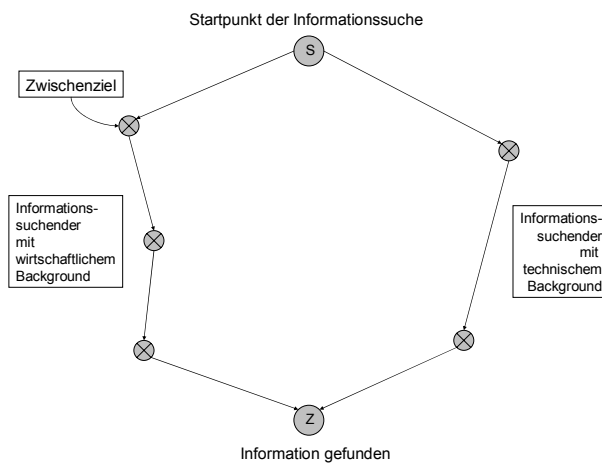 Startpunkt der Informationssuche
S
Zwischenziel
Informations-
suchender
mit
wirtschaftlichem
Background
Informations-
suchender
mit
technischem
Background
Z
Information gefunden